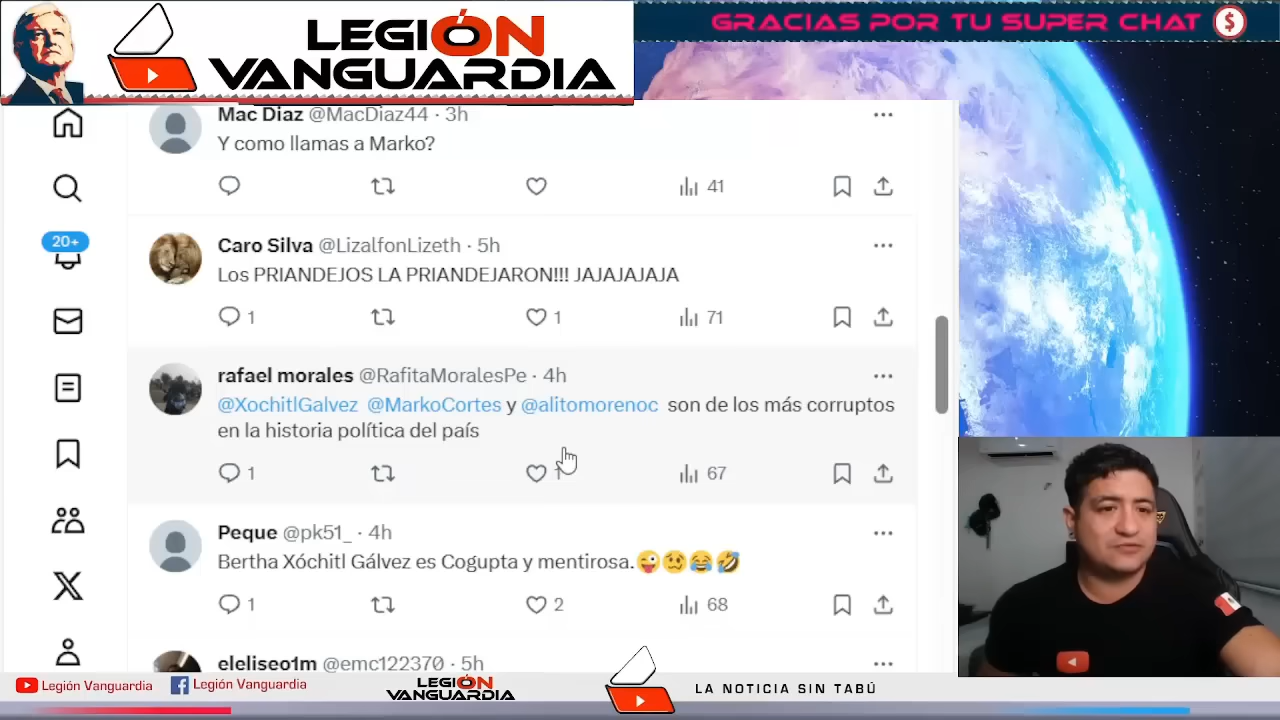 LEGIÓN
VANGUARDIA
GRACIAS POR TU SUPER CHAT $
Mac Diaz @MacDiaz44 · 3h
Y como llamas a Marko?
41
20+
Caro Silva @LizalfonLizeth · 5h
Los PRIANDEJOS LA PRIANDEJARON!!! JAJAJAJAJA
1 1 71
rafael morales @RafitaMoralesPe · 4h
@XochitlGalvez @MarkoCortes y @alitomorenoc son de los más corruptos
en la historia política del país
1 67
Peque @pk51_ · 4h
Bertha Xóchitl Gálvez es Cogupta y mentirosa.😜🥴😂🤣
1 2 68
eleliseo1m @emc122370 · 5h
Legión Vanguardia
Legión Vanguardia
LEGIÓN
VANGUARDIA
LA NOTICIA SIN TABÚ